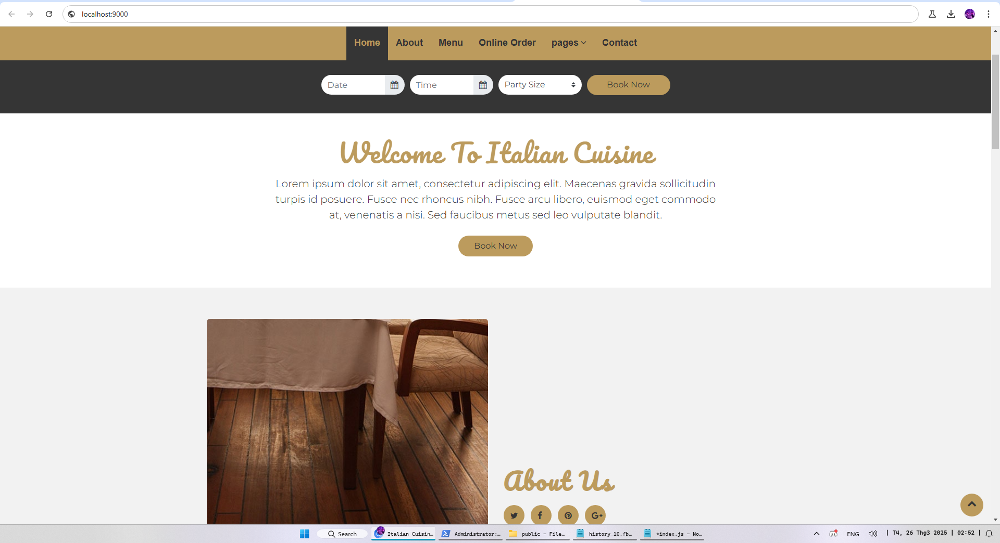 localhost:9000
Home About Menu Online Order pages Contact
Date Time Party Size Book Now
Welcome To Italian Cuisine
Lorem ipsum dolor sit amet, consectetur adipiscing elit. Maecenas gravida sollicitudin
turpis id posuere. Fusce nec rhoncus nibh. Fusce arcu libero, euismod eget commodo
at, venenatis a nisi. Sed faucibus metus sed leo vulputate blandit.
Book Now
About Us
Search Italian Cuisin... Administrator:... public – File... history_10.fb... *index.js – No... ENG | T4, 26 Thg3 2025 | 02:52 |